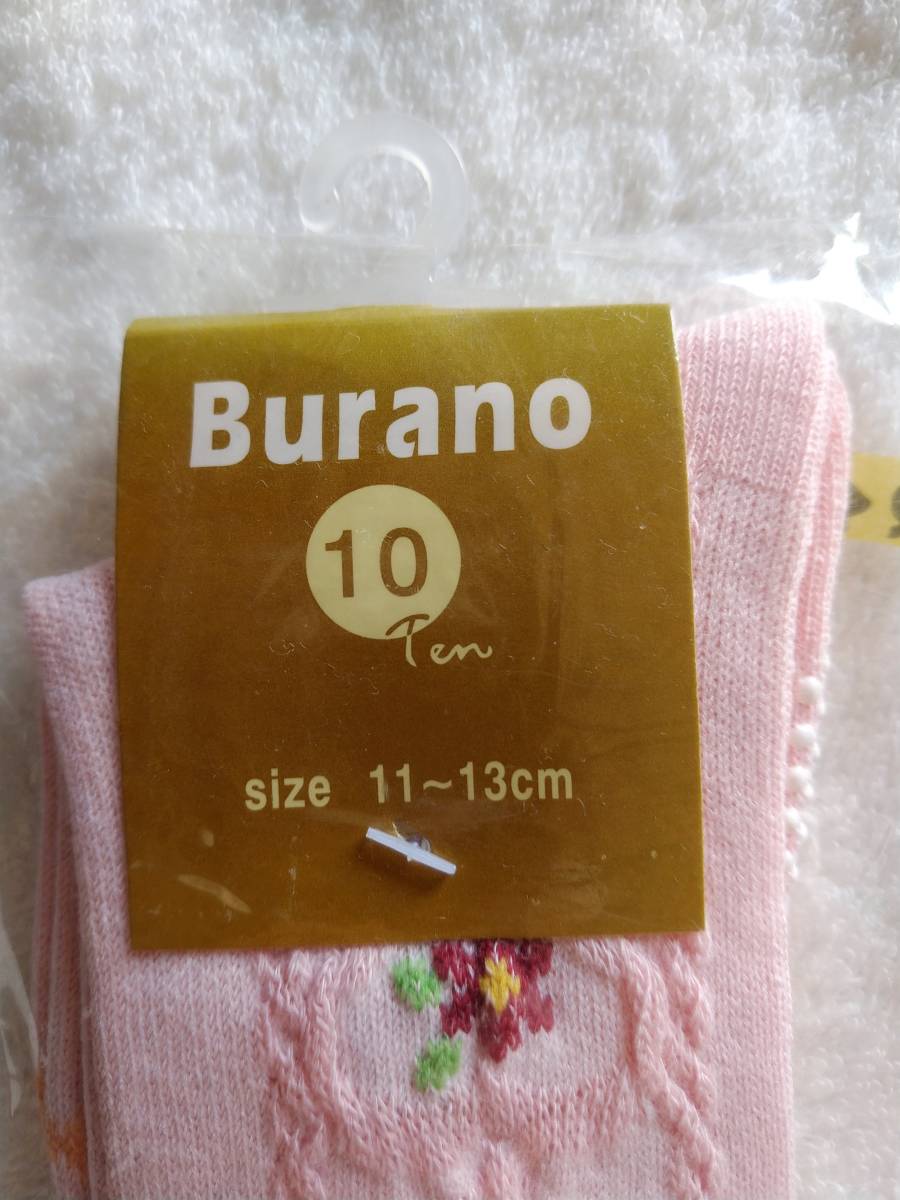 Burano
10
Ten
size 11~13cm